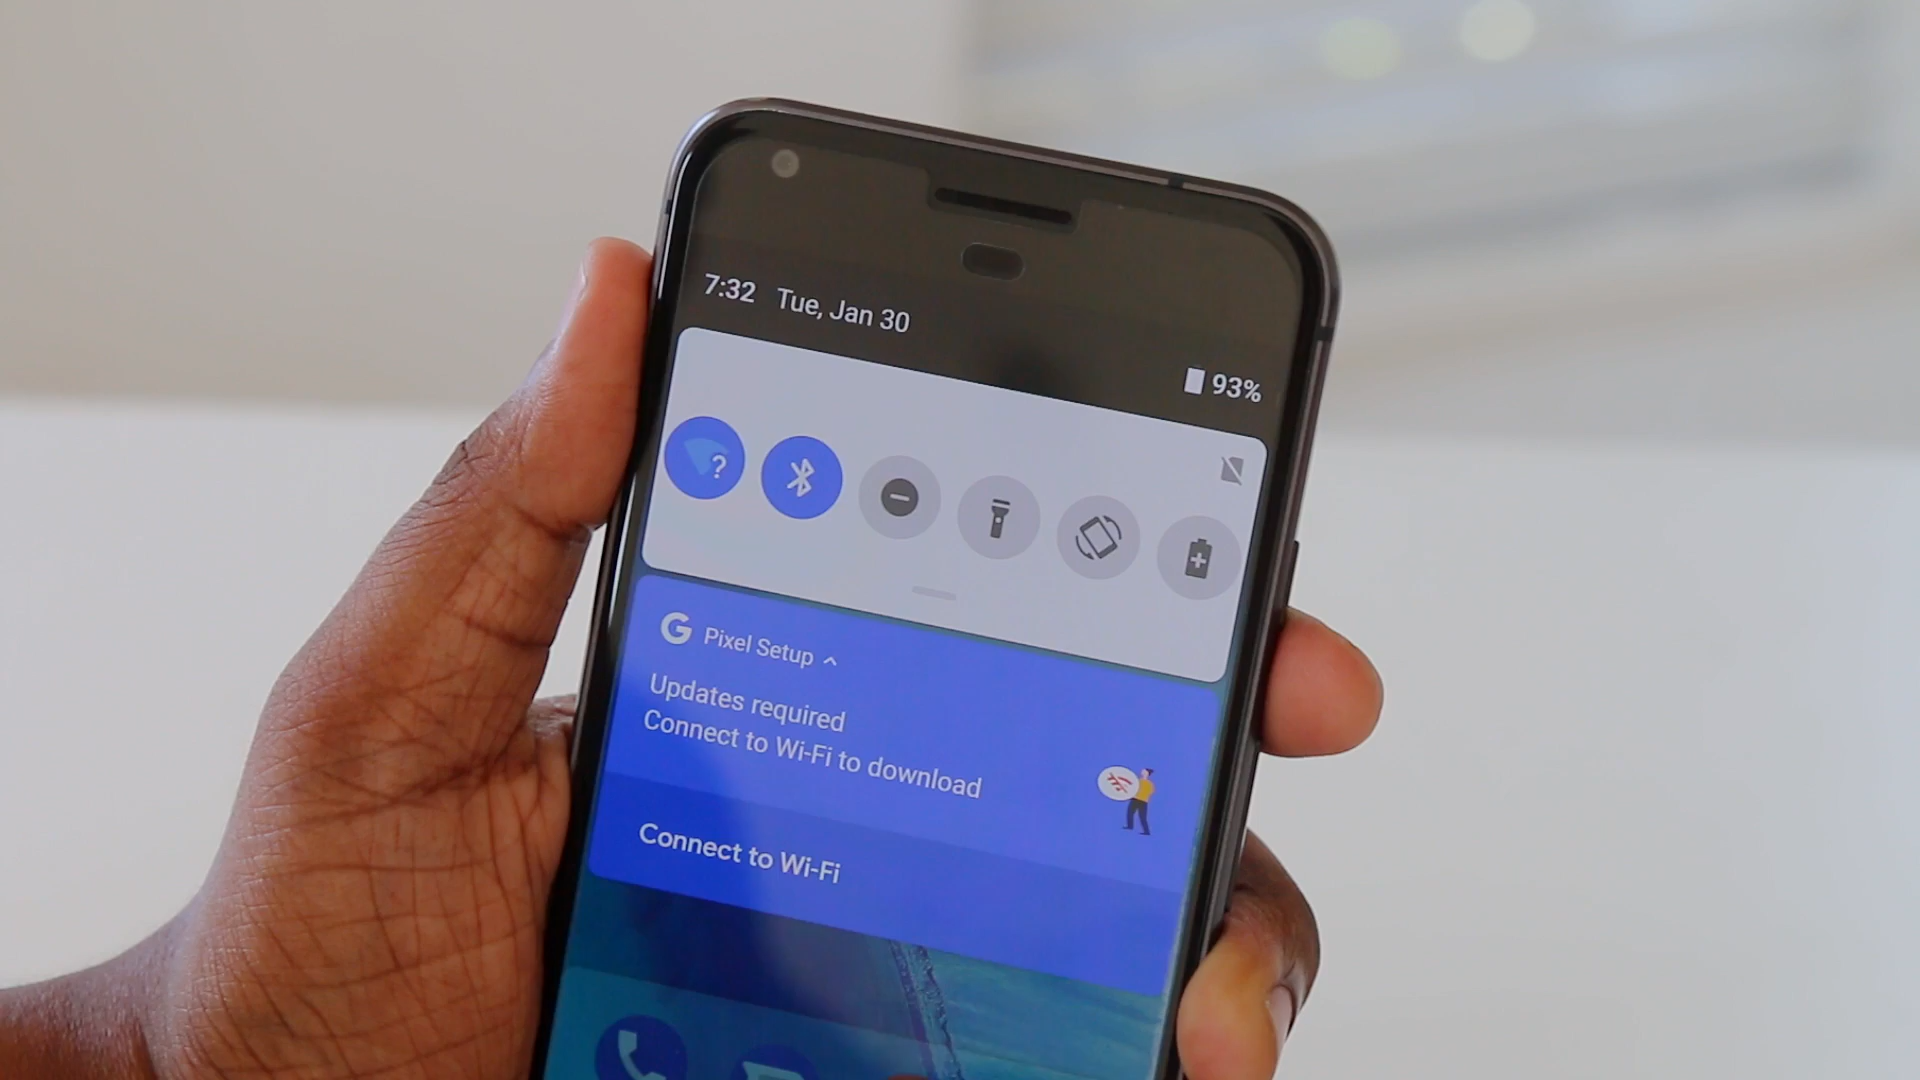 7:32 Tue, Jan 30
93%
?
G Pixel Setup
Updates required
Connect to Wi-Fi to download
Connect to Wi-Fi